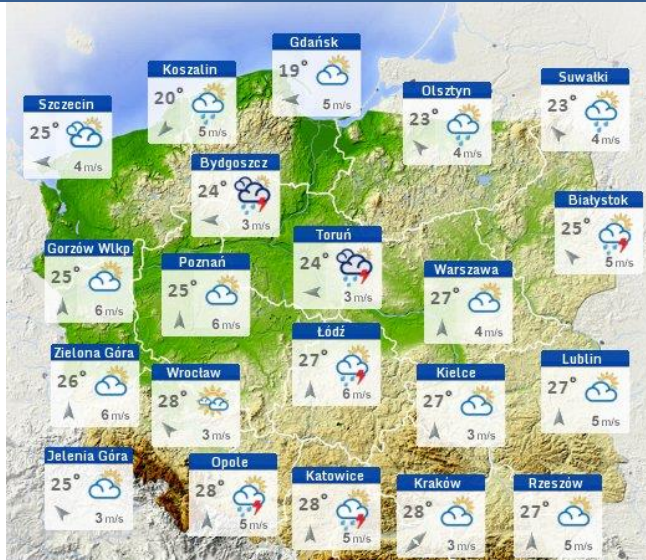 Gdańsk
19°
5 m/s
Koszalin
20°
5 m/s
Suwałki
23°
4 m/s
Olsztyn
23°
4 m/s
Szczecin
25°
4 m/s
Bydgoszcz
24°
3 m/s
Białystok
25°
5 m/s
Toruń
24°
3 m/s
Gorzów Wlkp.
25°
6 m/s
Poznań
25°
6 m/s
Warszawa
27°
4 m/s
Łódź
27°
6 m/s
Zielona Góra
26°
6 m/s
Wrocław
28°
3 m/s
Kielce
27°
3 m/s
Lublin
27°
5 m/s
Jelenia Góra
25°
3 m/s
Opole
28°
5 m/s
Katowice
28°
5 m/s
Kraków
28°
3 m/s
Rzeszów
27°
5 m/s